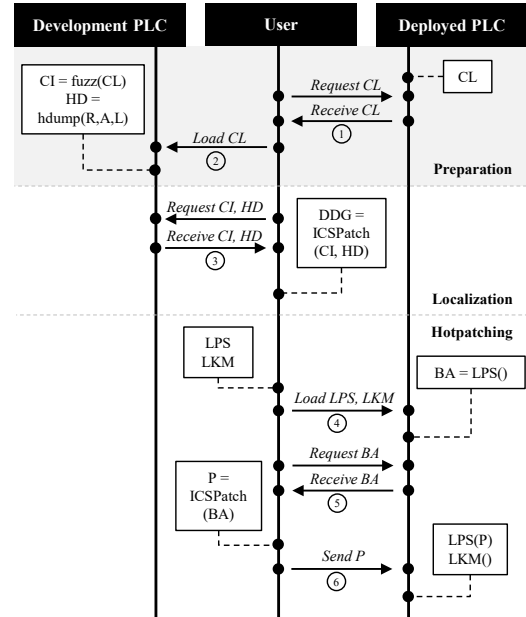 Development PLC
User
Deployed PLC
CI = fuzz(CL)
HD =
hdump(R,A,L)
CL
Request CL
Receive CL
1
Load CL
2
Preparation
Request CI, HD
Receive CI, HD
3
DDG =
ICSPatch
(CI, HD)
Localization
Hotpatching
LPS
LKM
BA = LPS()
Load LPS, LKM
4
Request BA
Receive BA
5
P =
ICSPatch
(BA)
Send P
6
LPS(P)
LKM()